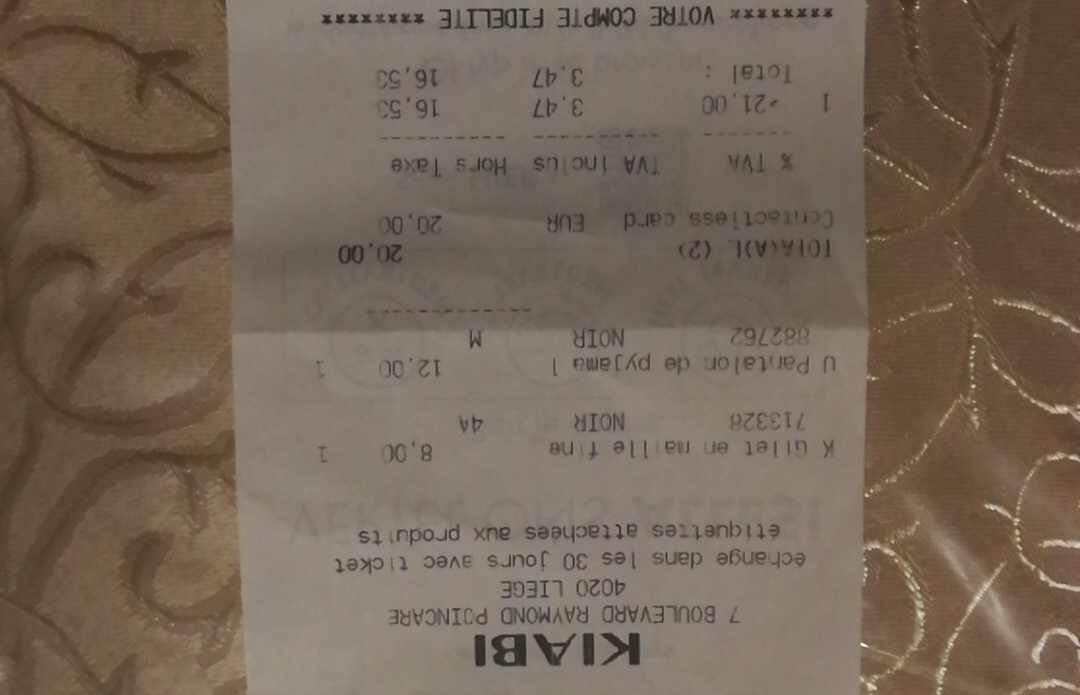 KIABI
7 BOULEVARD RAYMOND POINCARE
4020 LIEGE
échange dans les 30 jours avec ticket
étiquettes attachées aux produits
K Gilet en maille fine 8,00 1
713328 NOIR 4A
U Pantalon de pyjama l 12,00 1
882762 NOIR M
------------
TOTA(A)L (2) 20,00
Contactless card EUR 20,00
% TVA TVA inclus Hors Taxe
------- ---------- ----------
1 >21,00 3,47 16,53
Total : 3,47 16,53
******** VOTRE COMPTE FIDELITE ********